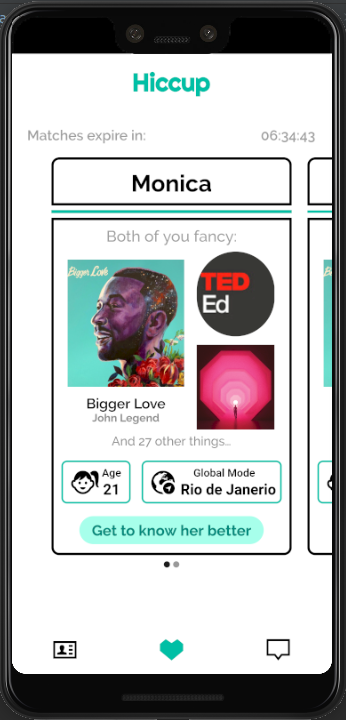 Hiccup
Matches expire in: 06:34:43
Monica
Both of you fancy:
Bigger Love
TED
Ed
Bigger Love
John Legend
And 27 other things...
Age
21
Global Mode
Rio de Janerio
Get to know her better